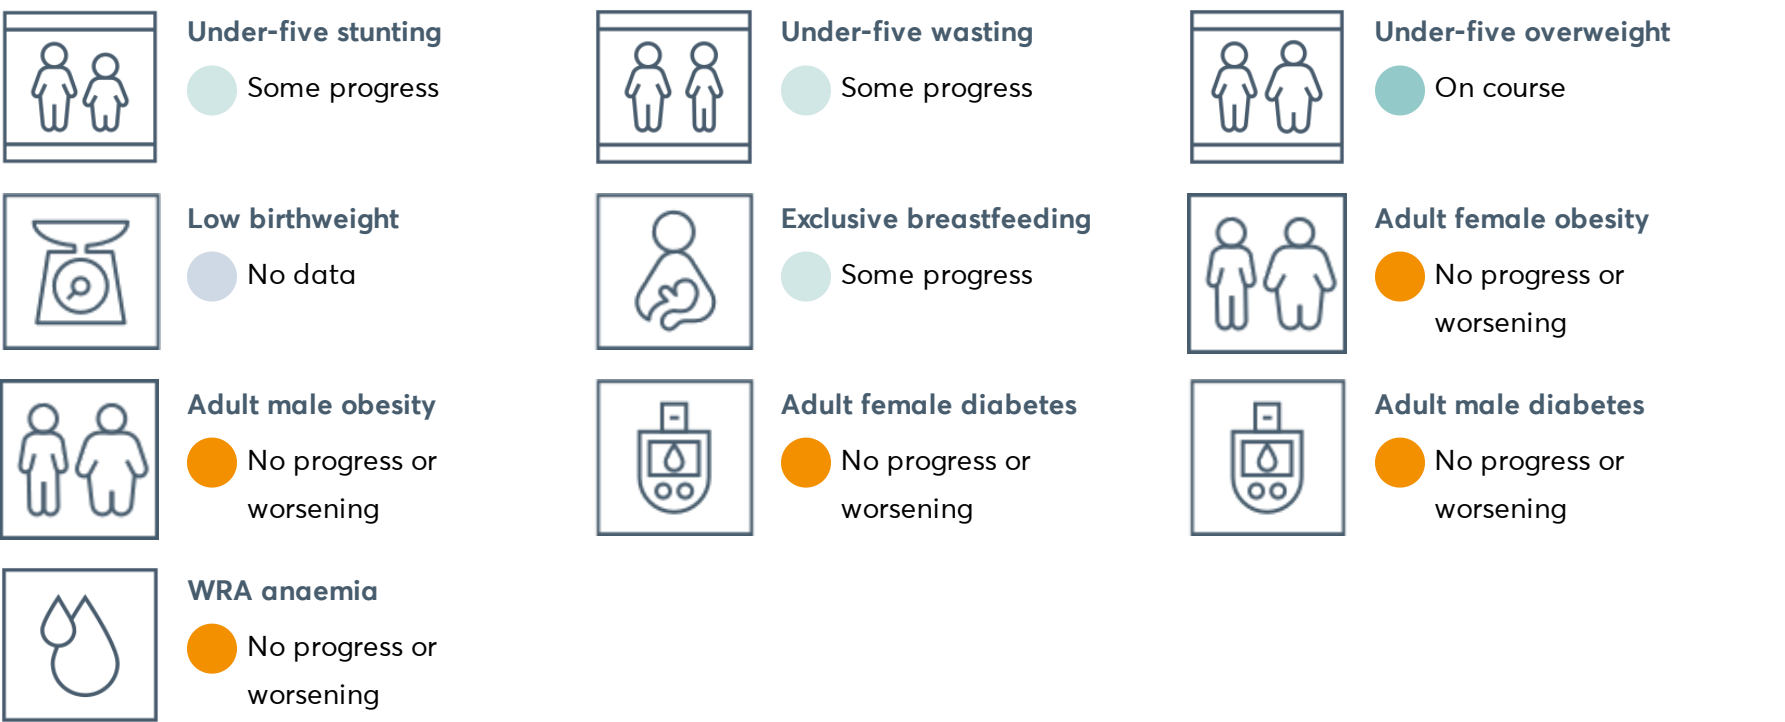 Under-five stunting
Some progress
Under-five wasting
Some progress
Under-five overweight
On course
Low birthweight
No data
Exclusive breastfeeding
Some progress
Adult female obesity
No progress or
worsening
Adult male obesity
No progress or
worsening
Adult female diabetes
No progress or
worsening
Adult male diabetes
No progress or
worsening
WRA anaemia
No progress or
worsening